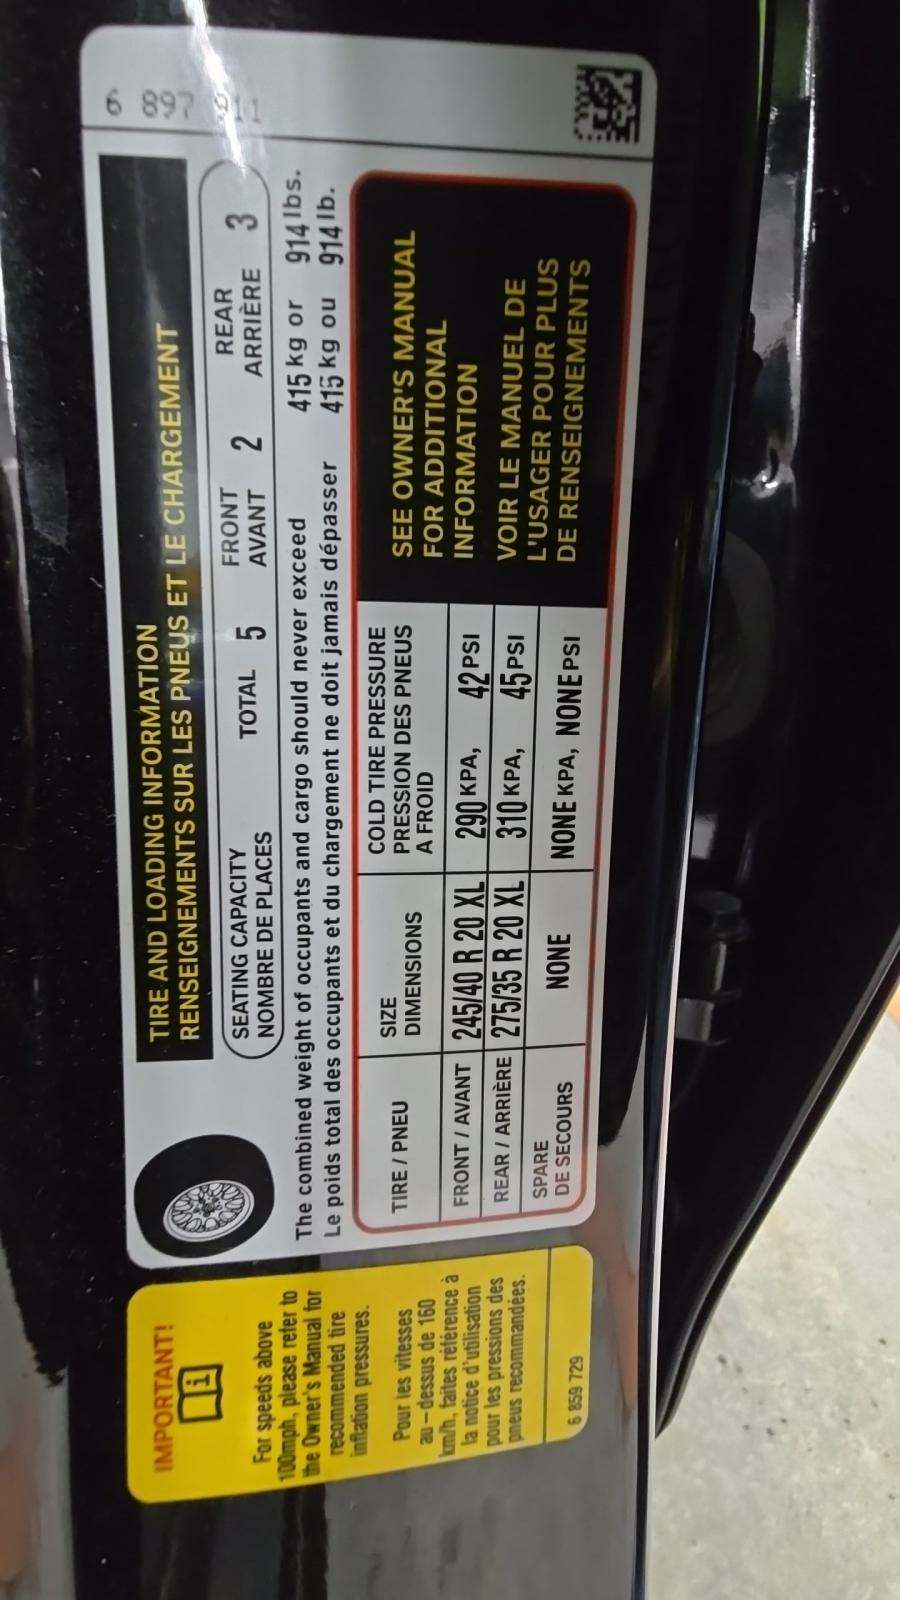 6 897 911
TIRE AND LOADING INFORMATION
RENSEIGNEMENTS SUR LES PNEUS ET LE CHARGEMENT
SEATING CAPACITY
NOMBRE DE PLACES
TOTAL 5
FRONT
AVANT 2
REAR
ARRIÈRE 3
The combined weight of occupants and cargo should never exceed 415 kg or 914 lbs.
Le poids total des occupants et du chargement ne doit jamais dépasser 415 kg ou 914 lb.
TIRE / PNEU
SIZE
DIMENSIONS
COLD TIRE PRESSURE
PRESSION DES PNEUS
A FROID
FRONT / AVANT 245/40 R 20 XL 290 KPA, 42 PSI
REAR / ARRIÈRE 275/35 R 20 XL 310 KPA, 45 PSI
SPARE
DE SECOURS
NONE NONE KPA, NONE PSI
SEE OWNER'S MANUAL
FOR ADDITIONAL
INFORMATION
VOIR LE MANUEL DE
L'USAGER POUR PLUS
DE RENSEIGNEMENTS
IMPORTANT!
i
For speeds above
100mph, please refer to
the Owner's Manual for
recommended tire
inflation pressures.
Pour les vitesses
au-dessus de 160
km/h, faites référence à
la notice d'utilisation
pour les pressions des
pneus recommandées.
6 859 729